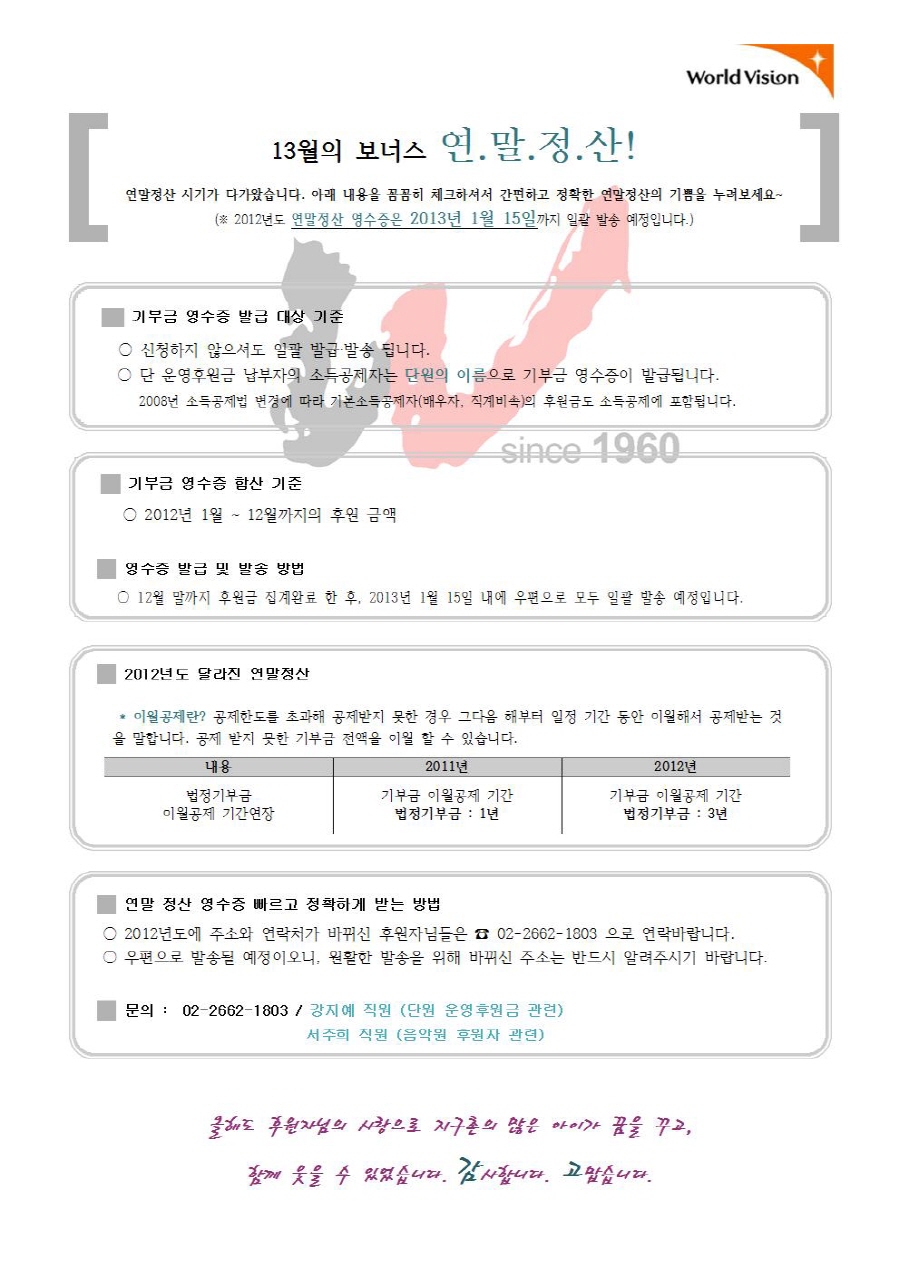 World Vision
13월의 보너스 연.말.정.산!
연말정산 시기가 다가왔습니다. 아래 내용을 꼼꼼히 체크하셔서 간편하고 정확한 연말정산의 기쁨을 누려보세요~
(※ 2012년도 연말정산 영수증은 2013년 1월 15일까지 일괄 발송 예정입니다.)
기부금 영수증 발급 대상 기준
○ 신청하지 않으셔도 일괄 발급·발송 됩니다.
○ 단 운영후원금 납부자의 소득공제자는 단원의 이름으로 기부금 영수증이 발급됩니다.
2008년 소득공제법 변경에 따라 기본소득공제자(배우자, 직계비속)의 후원금도 소득공제에 포함됩니다.
since 1960
기부금 영수증 합산 기준
○ 2012년 1월 ~ 12월까지의 후원 금액
영수증 발급 및 발송 방법
○ 12월 말까지 후원금 집계완료 한 후, 2013년 1월 15일 내에 우편으로 모두 일괄 발송 예정입니다.
2012년도 달라진 연말정산
* 이월공제란? 공제한도를 초과해 공제받지 못한 경우 그다음 해부터 일정 기간 동안 이월해서 공제받는 것
을 말합니다. 공제 받지 못한 기부금 전액을 이월 할 수 있습니다.
내용 2011년 2012년
법정기부금 기부금 이월공제 기간 기부금 이월공제 기간
이월공제 기간연장 법정기부금 : 1년 법정기부금 : 3년
연말 정산 영수증 빠르고 정확하게 받는 방법
○ 2012년도에 주소와 연락처가 바뀌신 후원자님들은 ☎ 02-2662-1803 으로 연락바랍니다.
○ 우편으로 발송될 예정이오니, 원활한 발송을 위해 바뀌신 주소는 반드시 알려주시기 바랍니다.
문의 : 02-2662-1803 / 강지예 직원 (단원 운영후원금 관련)
서주희 직원 (음악원 후원자 관련)
올해도 후원자님의 사랑으로 지구촌의 많은 아이가 꿈을 꾸고,
함께 웃을 수 있었습니다. 감사합니다. 고맙습니다.